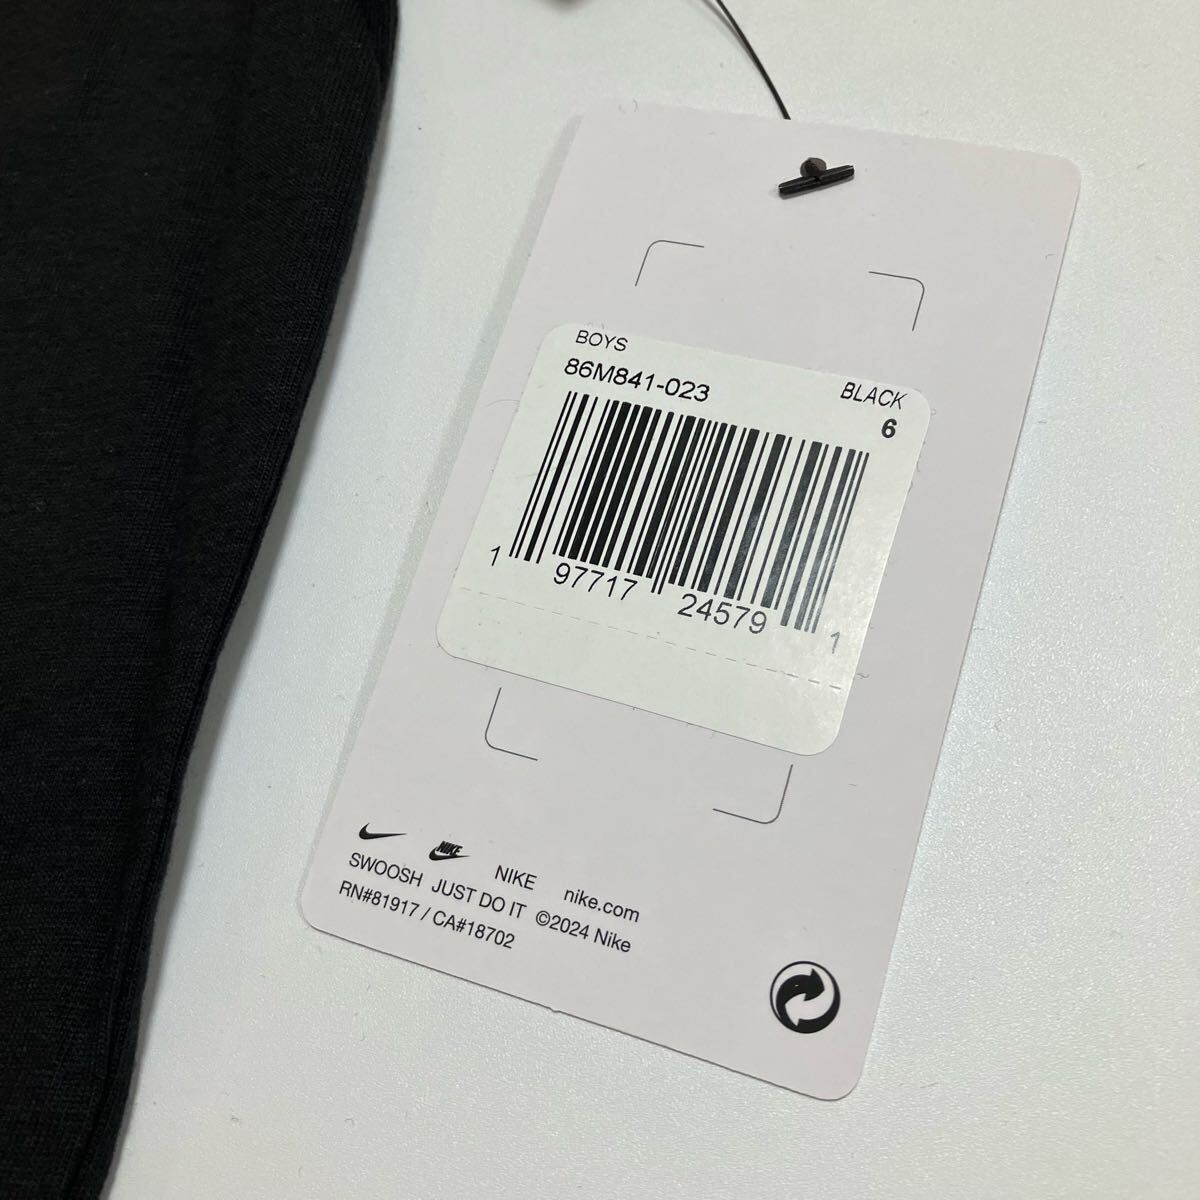 BOYS
86M841-023 BLACK
6
1 97717 24579 1
NIKE NIKE nike.com
SWOOSH JUST DO IT ©2024 Nike
RN#81917 / CA#18702